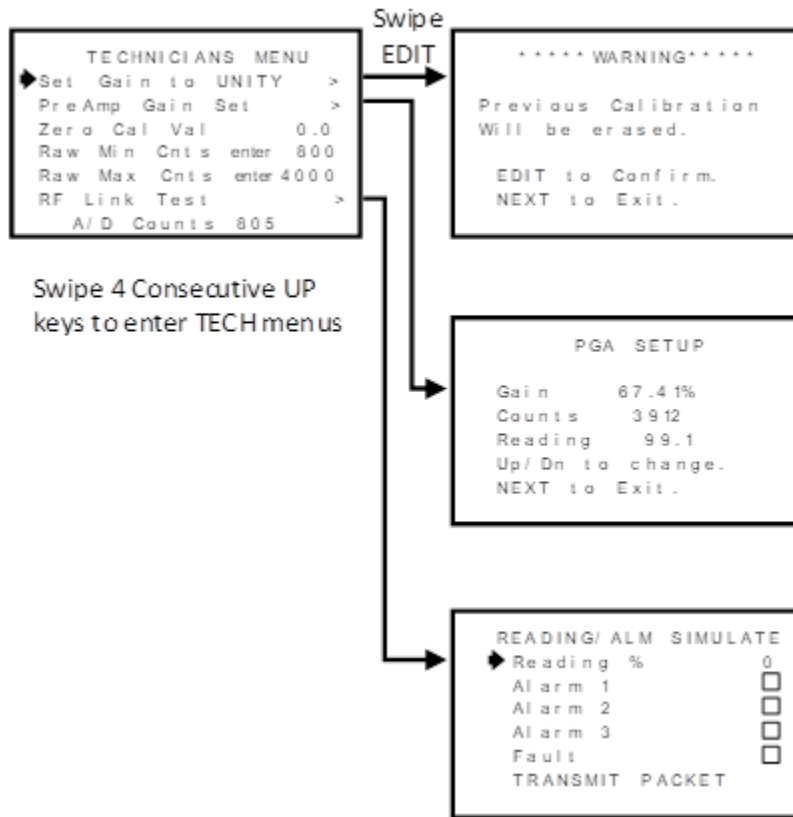 Swipe
EDIT
TECHNICIANS MENU
Set Gain to UNITY >
PreAmp Gain Set >
Zero Cal Val 0.0
Raw Min Cnts enter 800
Raw Max Cnts enter 4000
RF Link Test >
A/D Counts 805
Swipe 4 Consecutive UP
keys to enter TECH menus
*****WARNING*****
Previous Calibration
Will be erased.
EDIT to Confirm.
NEXT to Exit.
PGA SETUP
Gain 67.41%
Counts 3912
Reading 99.1
Up/Dn to change.
NEXT to Exit.
READING/ALM SIMULATE
Reading % 0
Alarm 1
Alarm 2
Alarm 3
Fault
TRANSMIT PACKET